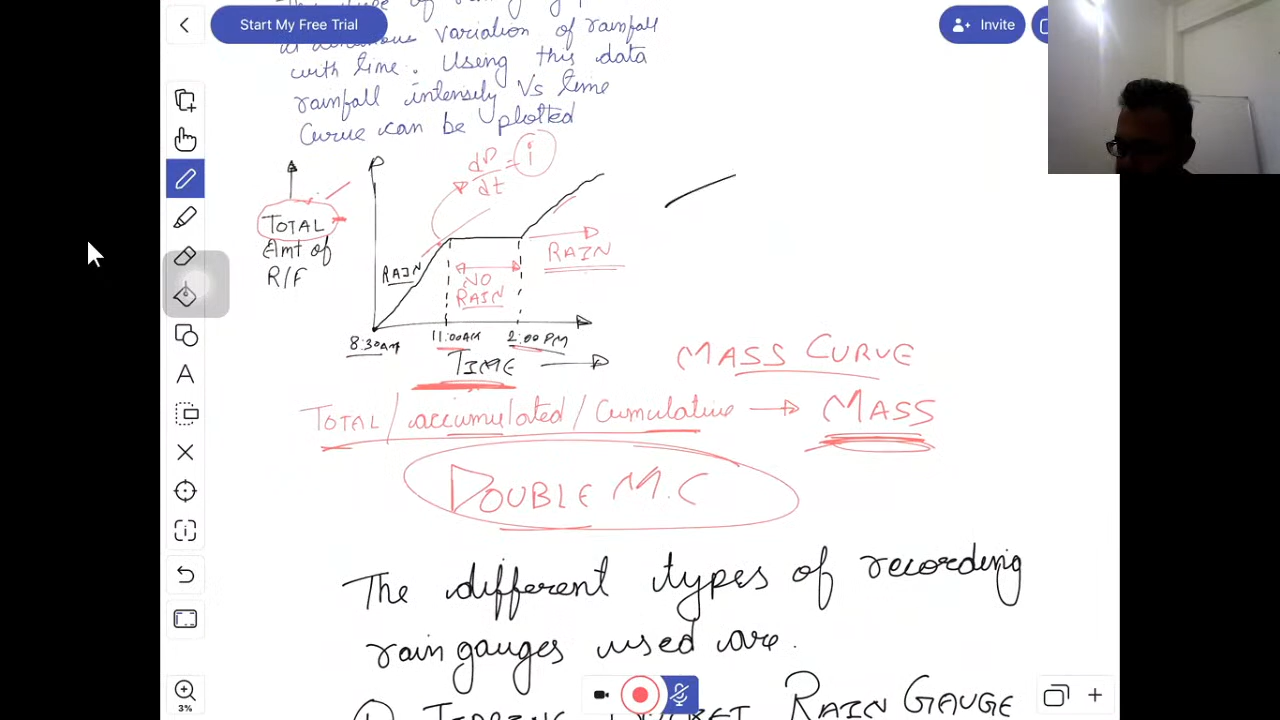 Start My Free Trial
Invite
variation of rainfall
with time. Using this data
rainfall intensely Vs time
Curve can be plotted
dP/dt = i
TOTAL
Amt of
R/F
RAIN
NO
RAIN
RAIN
8:30AM 11:00AM 2:00 PM
TIME
MASS CURVE
TOTAL / accumulated / Cumulative → MASS
DOUBLE M.C
The different types of recording
rain gauges used are.
RAIN GAUGE
3%